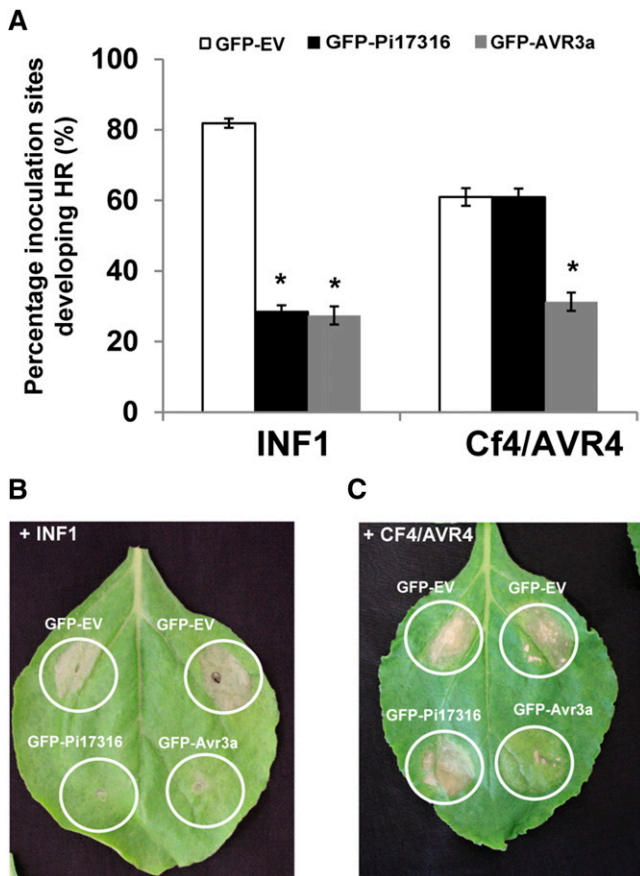 A
GFP-EV GFP-Pi17316 GFP-AVR3a
Percentage inoculation sites
developing HR (%)
100
80
60
40
20
0
* * *
INF1 Cf4/AVR4
B
+ INF1
GFP-EV GFP-EV
GFP-Pi17316 GFP-Avr3a
C
+ CF4/AVR4
GFP-EV GFP-EV
GFP-Pi17316 GFP-Avr3a